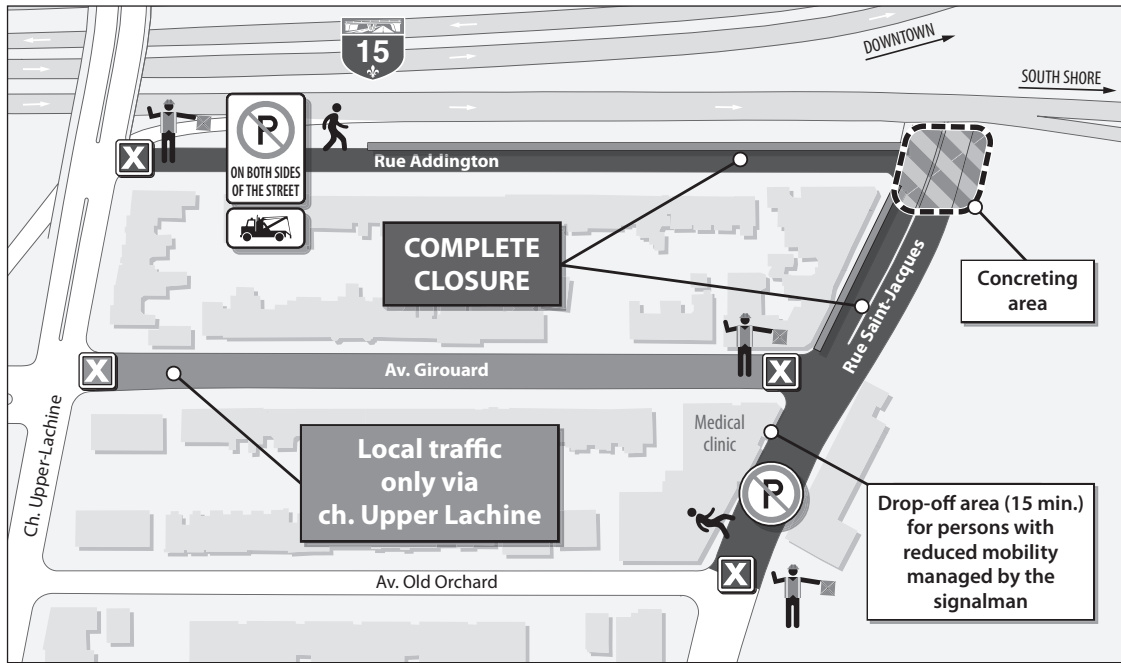 15
DOWNTOWN
SOUTH SHORE
P
ON BOTH SIDES
OF THE STREET
X
Rue Addington
COMPLETE
CLOSURE
Concreting
area
Rue Saint-Jacques
X
Av. Girouard
X
Ch. Upper-Lachine
Local traffic
only via
ch. Upper Lachine
Medical
clinic
P
Drop-off area (15 min.)
for persons with
reduced mobility
managed by the
signalman
X
Av. Old Orchard